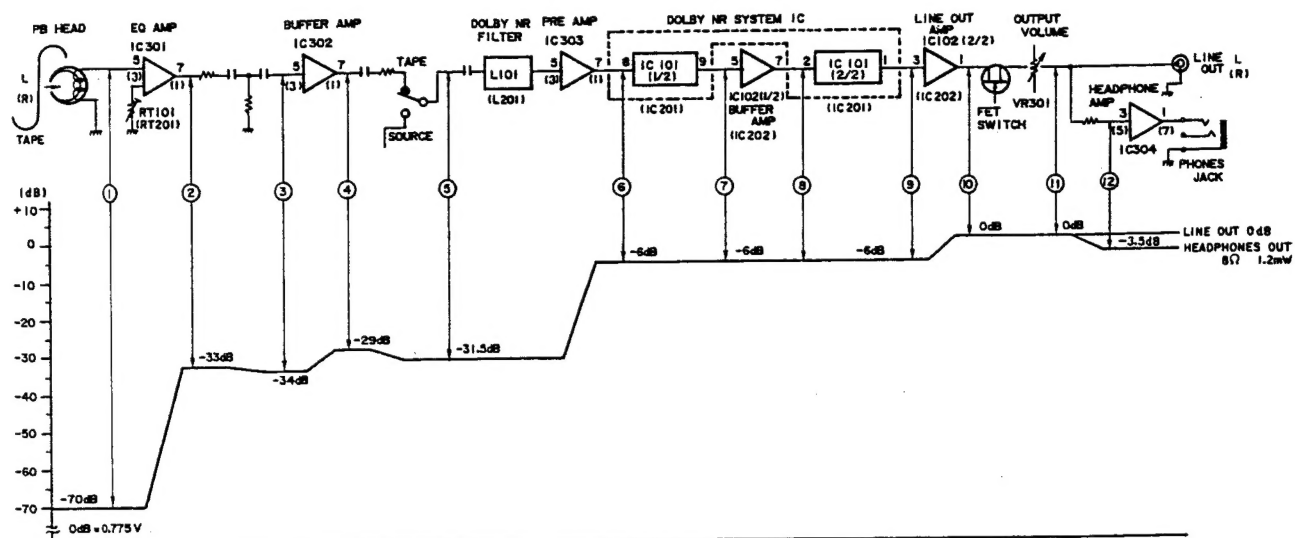 PB HEAD
L
(R)
TAPE
EQ AMP
IC301
5
(3)
7
(1)
RT101
(RT201)
BUFFER AMP
IC302
5
(3)
7
(1)
TAPE
SOURCE
DOLBY NR
FILTER
L101
(L201)
PRE AMP
IC303
5
(3)
7
(1)
DOLBY NR SYSTEM IC
8
IC 101
(1/2)
9
(IC201)
5
7
IC102(1/2)
BUFFER
AMP
(IC202)
2
IC 101
(2/2)
1
(IC201)
LINE OUT
AMP
IC102(2/2)
3
1
(IC202)
FET
SWITCH
OUTPUT
VOLUME
VR301
LINE
OUT
L
(R)
HEADPHONE
AMP
3
(5)
1
(7)
IC304
PHONES
JACK
1
2
3
4
5
6
7
8
9
10
11
12
(dB)
+10
0
-10
-20
-30
-40
-50
-60
-70
-70dB
-33dB
-34dB
-29dB
-31.5dB
-6dB
-6dB
-6dB
0dB
0dB
-3.5dB
LINE OUT 0dB
HEADPHONES OUT
8Ω 1.2mW
0dB=0.775V